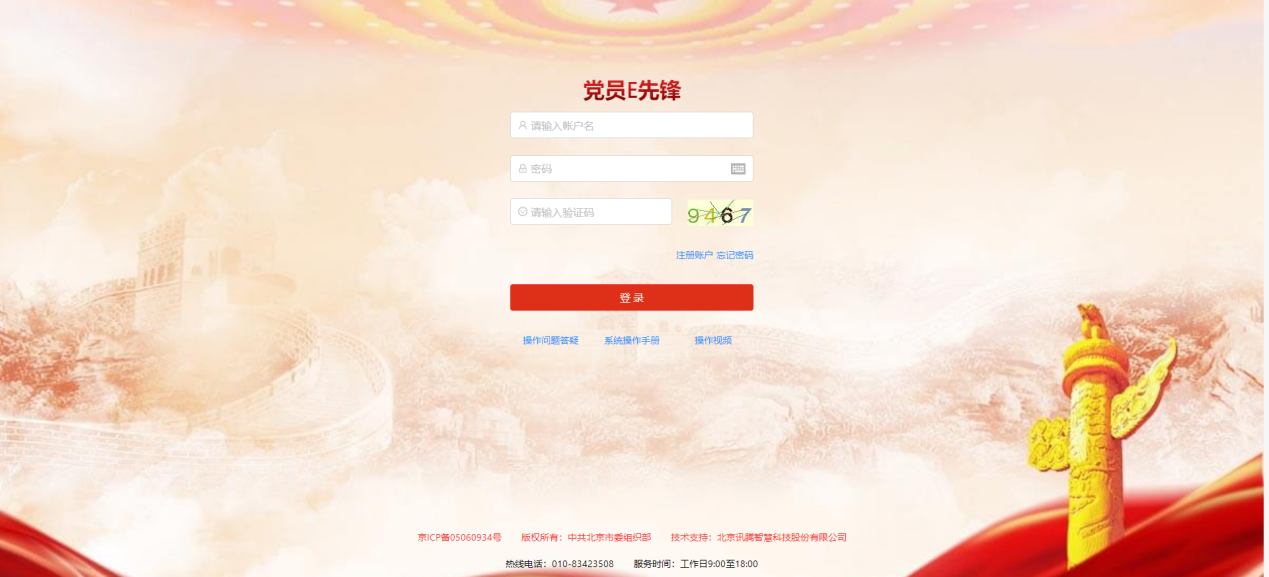 党员E先锋
请输入帐户名
密码
请输入验证码 9467
注册账户 忘记密码
登 录
操作问题答疑 系统操作手册 操作视频
京ICP备05060934号 版权所有：中共北京市委组织部 技术支持：北京讯腾智慧科技股份有限公司
热线电话：010-83423508 服务时间：工作日9:00至18:00